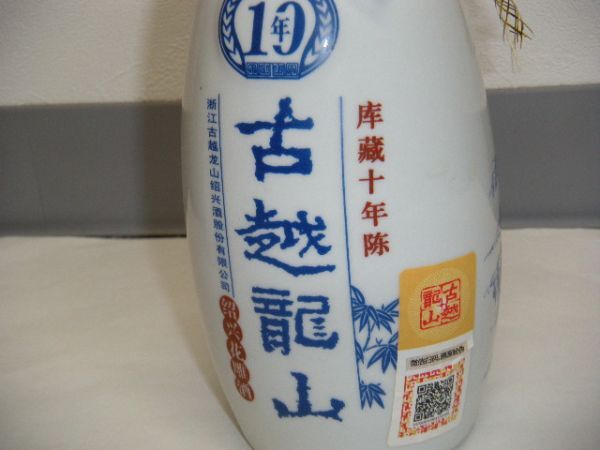 10年
库藏十年陈
古越龍山
浙江古越龙山绍兴酒股份有限公司
绍兴花雕酒
古越龍山